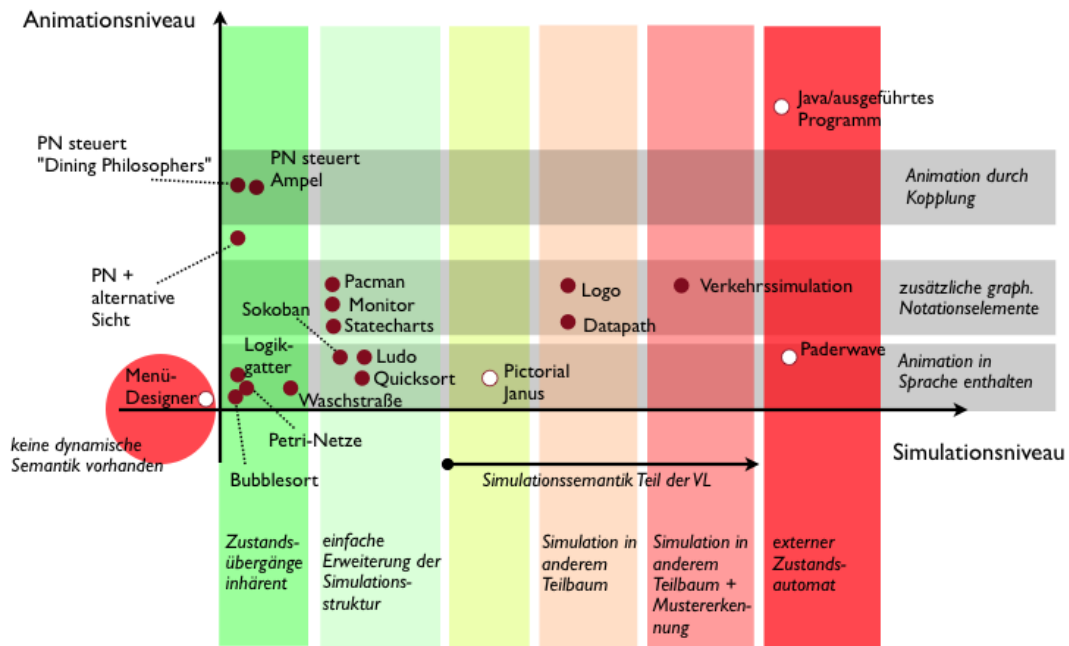 Animationsniveau
Java/ausgeführtes
Programm
PN steuert
"Dining Philosophers"
PN steuert
Ampel
Animation durch
Kopplung
PN +
alternative
Sicht
Pacman
Monitor
Statecharts
Sokoban
Logo
Datapath
Verkehrssimulation
zusätzliche graph.
Notationselemente
Logik-
gatter
Ludo
Quicksort
Pictorial
Janus
Paderwave
Animation in
Sprache enthalten
Menü-
Designer
Waschstraße
Petri-Netze
Bubblesort
keine dynamische
Semantik vorhanden
Simulationsniveau
Simulationssemantik Teil der VL
Zustands-
übergänge
inhärent
einfache
Erweiterung der
Simulations-
struktur
Simulation in
anderem
Teilbaum
Simulation in
anderem
Teilbaum +
Mustererken-
nung
externer
Zustands-
automat